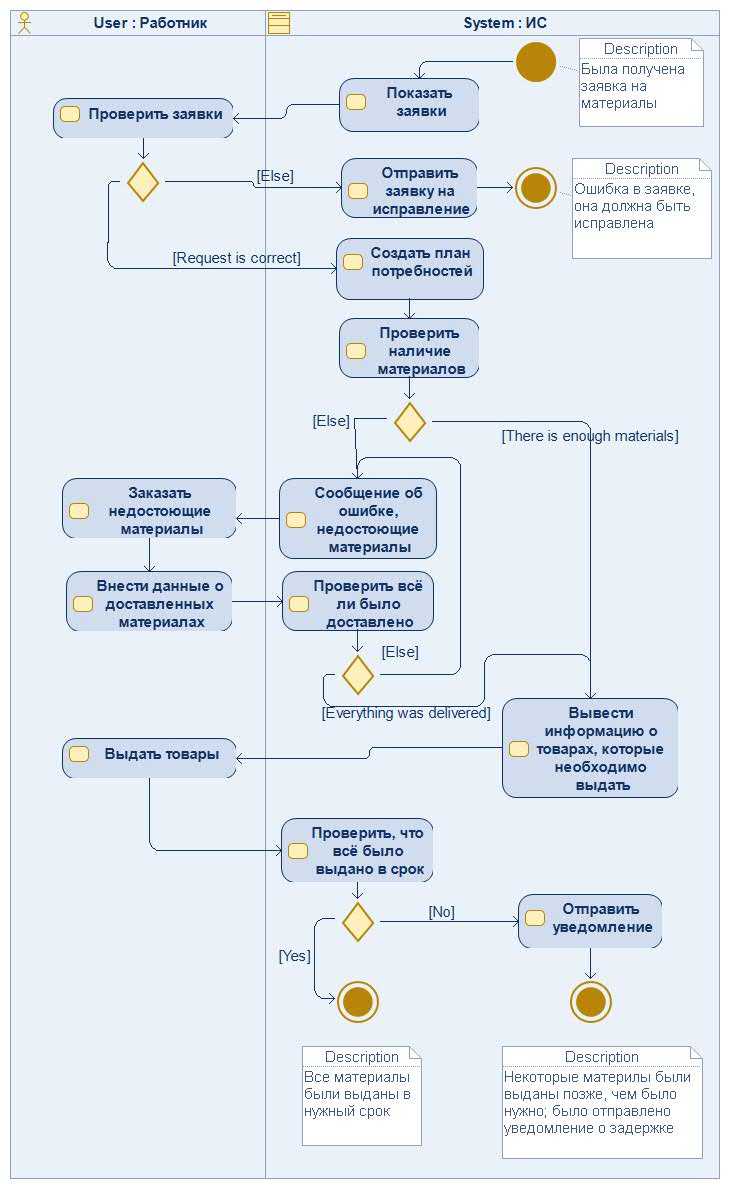 User : Работник
System : ИС
Description
Была получена
заявка на
материалы
Показать
заявки
Проверить заявки
[Else]
Отправить
заявку на
исправление
Description
Ошибка в заявке,
она должна быть
исправлена
[Request is correct]
Создать план
потребностей
Проверить
наличие
материалов
[Else]
[There is enough materials]
Заказать
недостоющие
материалы
Сообщение об
ошибке,
недостоющие
материалы
Внести данные о
доставленных
материалах
Проверить всё
ли было
доставлено
[Else]
[Everything was delivered]
Вывести
информацию о
товарах, которые
необходимо
выдать
Выдать товары
Проверить, что
всё было
выдано в срок
[No]
Отправить
уведомление
[Yes]
Description
Все материалы
были выданы в
нужный срок
Description
Некоторые материлы были
выданы позже, чем было
нужно; было отправлено
уведомление о задержке